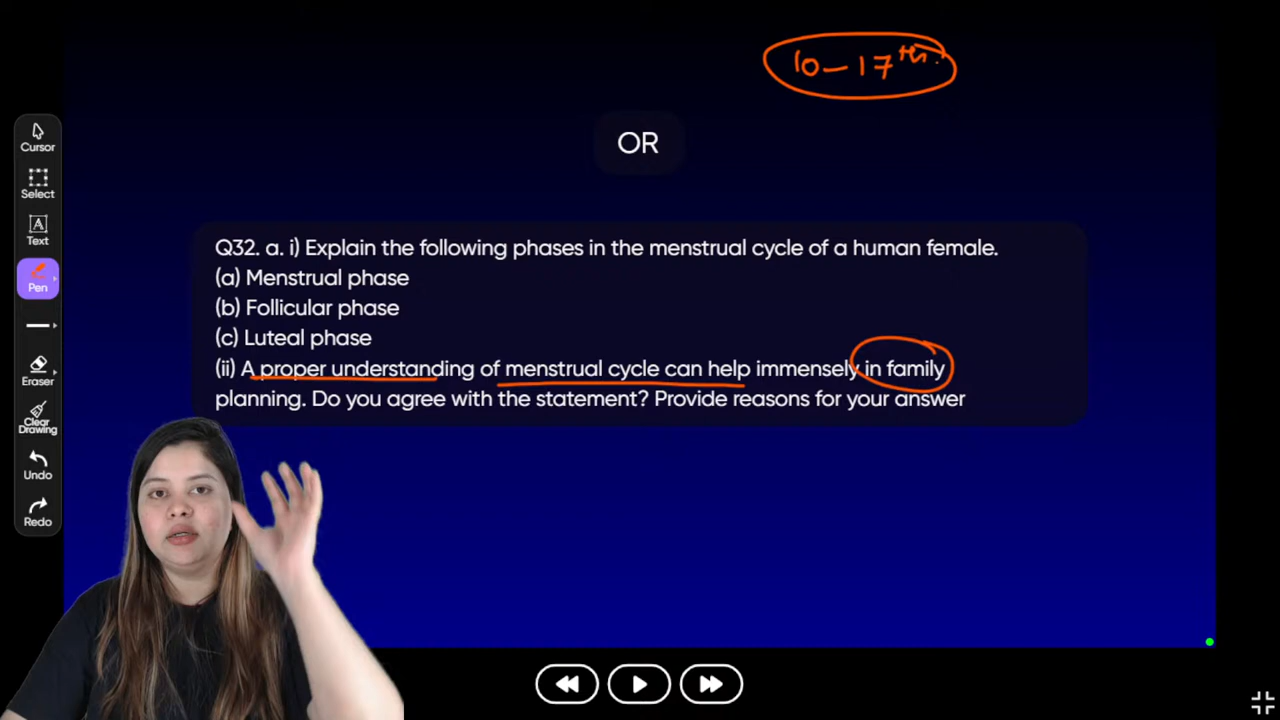 10-17th
OR
Cursor
Select
A
Text
Pen
Eraser
Clear
Drawing
Undo
Redo
Q32. a. i) Explain the following phases in the menstrual cycle of a human female.
(a) Menstrual phase
(b) Follicular phase
(c) Luteal phase
(ii) A proper understanding of menstrual cycle can help immensely in family
planning. Do you agree with the statement? Provide reasons for your answer